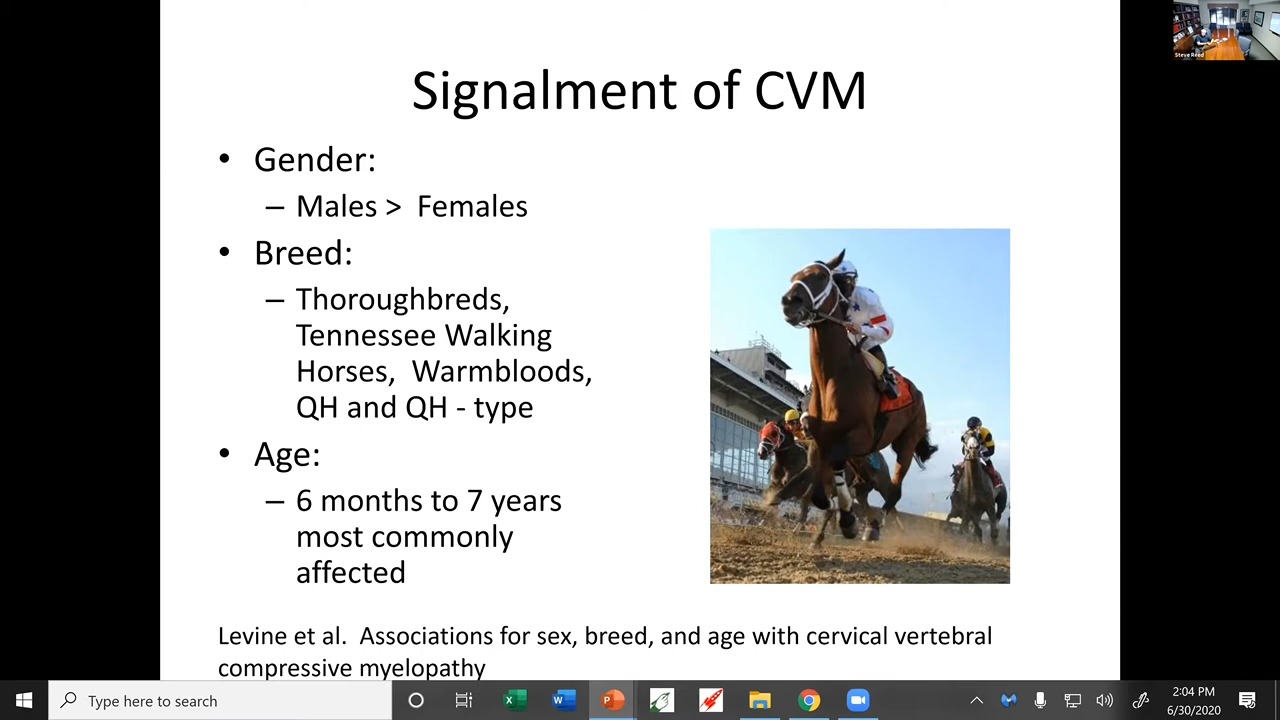 Steve Reed
Signalment of CVM
• Gender:
– Males > Females
• Breed:
– Thoroughbreds,
Tennessee Walking
Horses, Warmbloods,
QH and QH - type
• Age:
– 6 months to 7 years
most commonly
affected
Levine et al. Associations for sex, breed, and age with cervical vertebral
compressive myelopathy
Type here to search
2:04 PM
6/30/2020